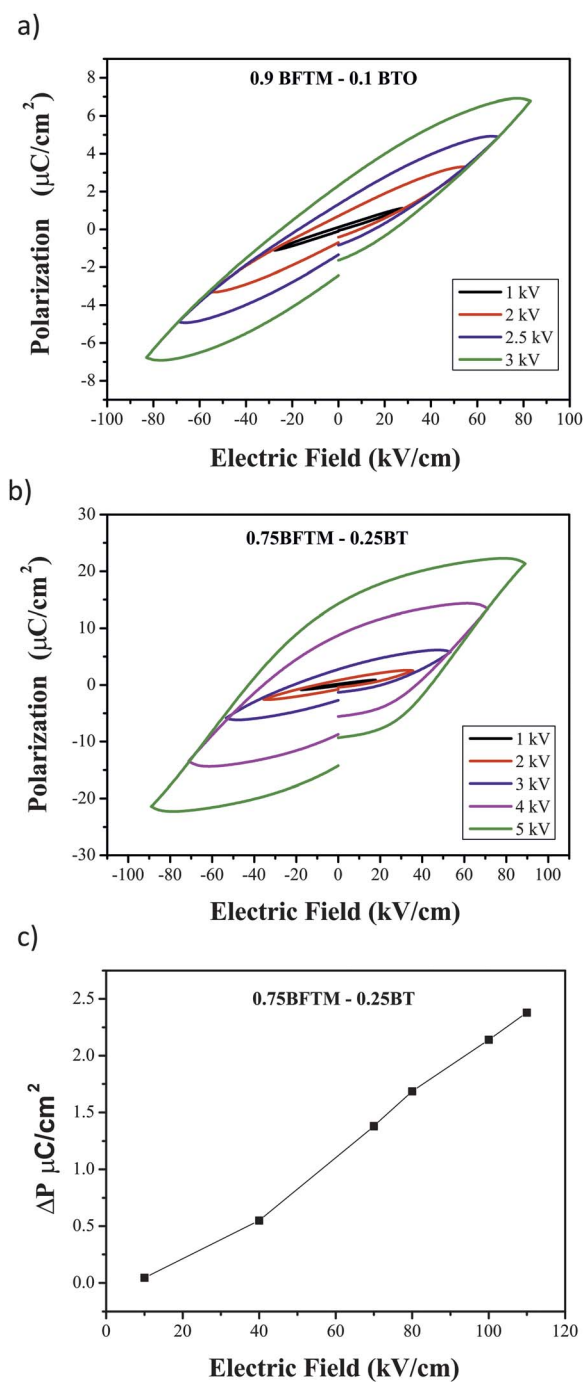 a)
0.9 BFTM - 0.1 BTO
8
6
4
2
0
-2
-4
-6
-8
Polarization (μC/cm²)
1 kV
2 kV
2.5 kV
3 kV
-100 -80 -60 -40 -20 0 20 40 60 80 100
Electric Field (kV/cm)
b)
0.75BFTM - 0.25BT
30
20
10
0
-10
-20
-30
Polarization (μC/cm²)
1 kV
2 kV
3 kV
4 kV
5 kV
-100 -80 -60 -40 -20 0 20 40 60 80 100
Electric Field (kV/cm)
c)
0.75BFTM - 0.25BT
2.5
2.0
1.5
1.0
0.5
0.0
ΔP μC/cm²
0 20 40 60 80 100 120
Electric Field (kV/cm)